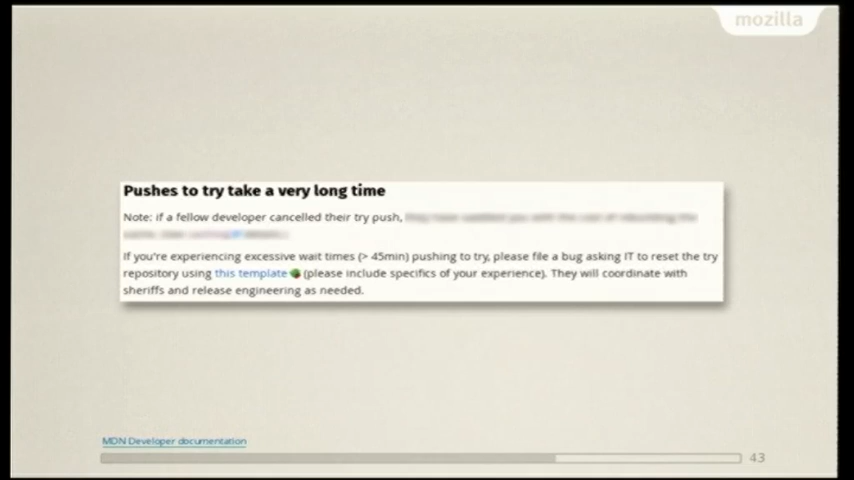 mozilla
Pushes to try take a very long time
Note: if a fellow developer cancelled their try push,
If you're experiencing excessive wait times (> 45min) pushing to try, please file a bug asking IT to reset the try
repository using this template (please include specifics of your experience). They will coordinate with
sheriffs and release engineering as needed.
MDN Developer documentation
43